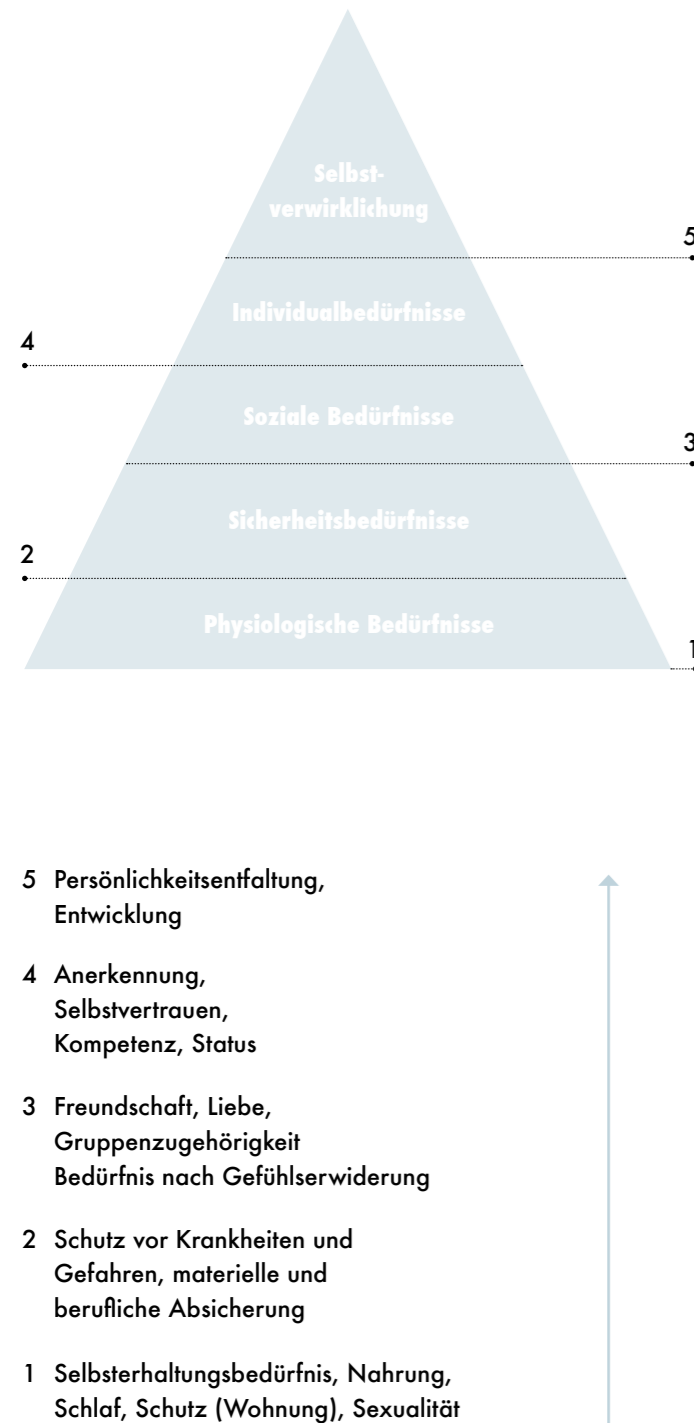 Selbst-
verwirklichung
5
Individualbedürfnisse
4
Soziale Bedürfnisse
3
Sicherheitsbedürfnisse
2
Physiologische Bedürfnisse
1
5 Persönlichkeitsentfaltung,
Entwicklung
4 Anerkennung,
Selbstvertrauen,
Kompetenz, Status
3 Freundschaft, Liebe,
Gruppenzugehörigkeit
Bedürfnis nach Gefühlserwiderung
2 Schutz vor Krankheiten und
Gefahren, materielle und
berufliche Absicherung
1 Selbsterhaltungsbedürfnis, Nahrung,
Schlaf, Schutz (Wohnung), Sexualität